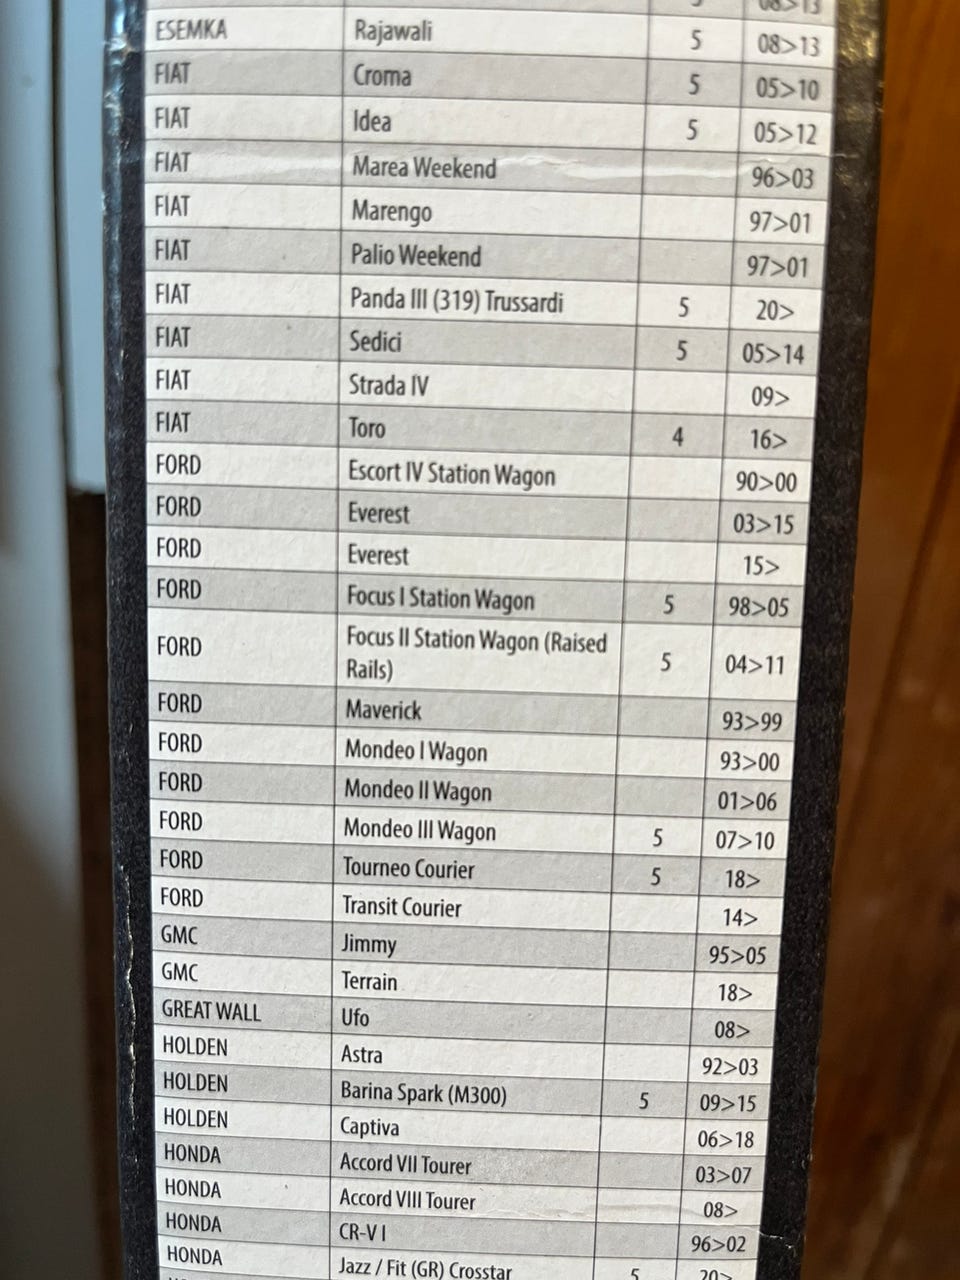 ESEMKA Rajawali 5 08>13
FIAT Croma 5 05>10
FIAT Idea 5 05>12
FIAT Marea Weekend 96>03
FIAT Marengo 97>01
FIAT Palio Weekend 97>01
FIAT Panda III (319) Trussardi 5 20>
FIAT Sedici 5 05>14
FIAT Strada IV 09>
FIAT Toro 4 16>
FORD Escort IV Station Wagon 90>00
FORD Everest 03>15
FORD Everest 15>
FORD Focus I Station Wagon 5 98>05
FORD Focus II Station Wagon (Raised
Rails) 5 04>11
FORD Maverick 93>99
FORD Mondeo I Wagon 93>00
FORD Mondeo II Wagon 01>06
FORD Mondeo III Wagon 5 07>10
FORD Tourneo Courier 5 18>
FORD Transit Courier 14>
GMC Jimmy 95>05
GMC Terrain 18>
GREAT WALL Ufo 08>
HOLDEN Astra 92>03
HOLDEN Barina Spark (M300) 5 09>15
HOLDEN Captiva 06>18
HONDA Accord VII Tourer 03>07
HONDA Accord VIII Tourer 08>
HONDA CR-V I 96>02
HONDA Jazz / Fit (GR) Crosstar 5 20>